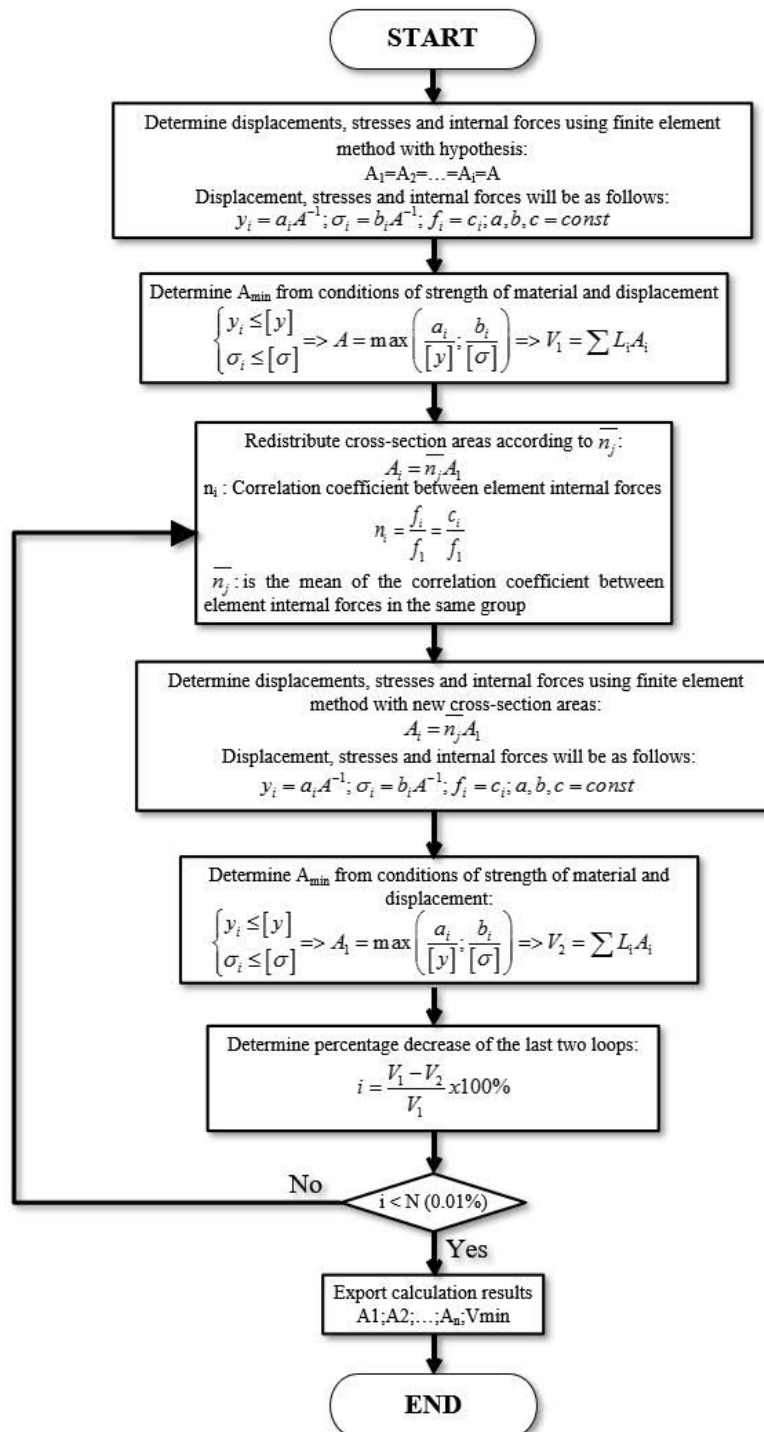 START
Determine displacements, stresses and internal forces using finite element
method with hypothesis:
A₁=A₂=…=Aᵢ=A
Displacement, stresses and internal forces will be as follows:
yᵢ = aᵢA⁻¹; σᵢ = bᵢA⁻¹; fᵢ = cᵢ; a, b, c = const
Determine Aₘᵢₙ from conditions of strength of material and displacement
{yᵢ ≤ [y] σᵢ ≤ [σ] => A = max(aᵢ/[y]; bᵢ/[σ]) => V₁ = ∑ LᵢAᵢ
Redistribute cross-section areas according to n̅ⱼ:
Aᵢ = n̅ⱼA₁
nᵢ : Correlation coefficient between element internal forces
nᵢ = fᵢ/f₁ = cᵢ/f₁
n̅ⱼ : is the mean of the correlation coefficient between
element internal forces in the same group
Determine displacements, stresses and internal forces using finite element
method with new cross-section areas:
Aᵢ = n̅ⱼA₁
Displacement, stresses and internal forces will be as follows:
yᵢ = aᵢA⁻¹; σᵢ = bᵢA⁻¹; fᵢ = cᵢ; a, b, c = const
Determine Aₘᵢₙ from conditions of strength of material and
displacement:
{yᵢ ≤ [y] σᵢ ≤ [σ] => A₁ = max(aᵢ/[y]; bᵢ/[σ]) => V₂ = ∑ LᵢAᵢ
Determine percentage decrease of the last two loops:
i = (V₁ − V₂)/V₁ x100%
No
i < N (0.01%)
Yes
Export calculation results
A1;A2;…;Aₙ;Vmin
END